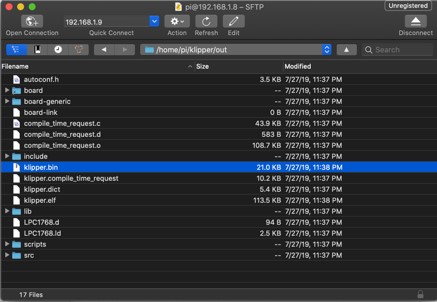 pi@192.168.1.8 – SFTP
Unregistered
192.168.1.9
Open Connection Quick Connect Action Refresh Edit Disconnect
/home/pi/klipper/out Search
Filename Size Modified
autoconf.h 3.5 KB 7/27/19, 11:37 PM
board -- 7/27/19, 11:37 PM
board-generic -- 7/27/19, 11:37 PM
board-link 0 B 7/27/19, 11:37 PM
compile_time_request.c 43.9 KB 7/27/19, 11:37 PM
compile_time_request.d 583 B 7/27/19, 11:37 PM
compile_time_request.o 108.7 KB 7/27/19, 11:37 PM
include -- 7/27/19, 11:37 PM
klipper.bin 21.0 KB 7/27/19, 11:38 PM
klipper.compile_time_request 10.2 KB 7/27/19, 11:37 PM
klipper.dict 5.4 KB 7/27/19, 11:37 PM
klipper.elf 113.5 KB 7/27/19, 11:38 PM
lib -- 7/27/19, 11:37 PM
LPC1768.d 94 B 7/27/19, 11:37 PM
LPC1768.ld 2.5 KB 7/27/19, 11:37 PM
scripts -- 7/27/19, 11:37 PM
src -- 7/27/19, 11:37 PM
17 Files